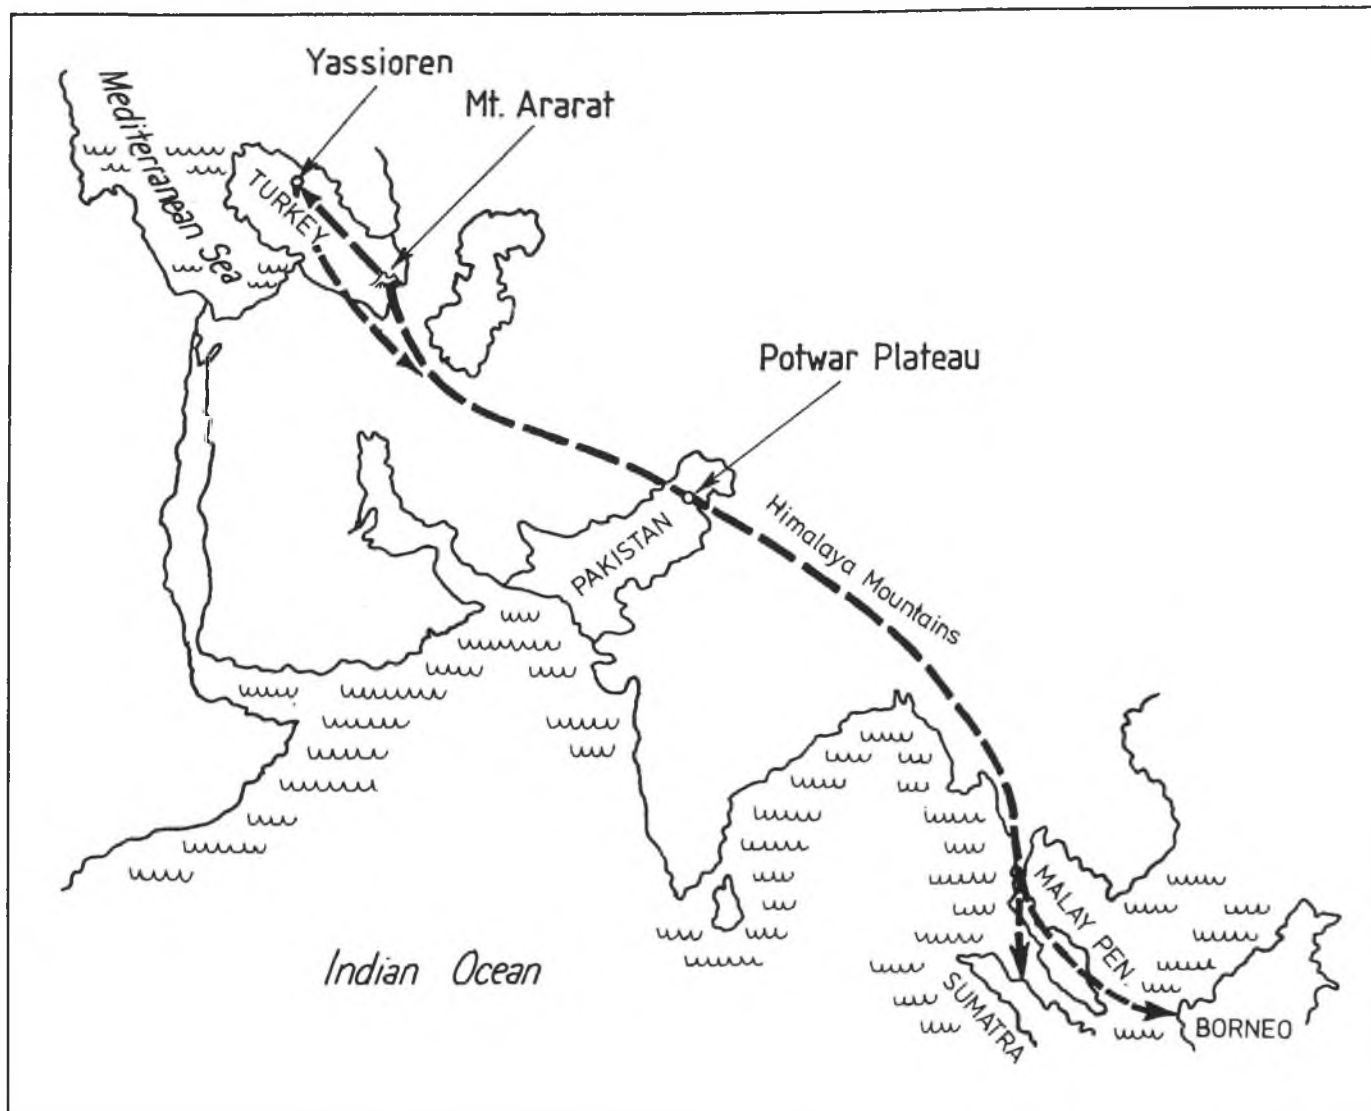 Yassioren
Mt. Ararat
Mediterranean Sea
TURKEY
Potwar Plateau
Himalaya Mountains
PAKISTAN
MALAY PEN.
Indian Ocean
SUMATRA
BORNEO